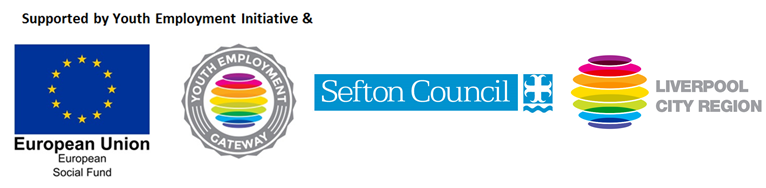 Supported by Youth Employment Initiative &
European Union
European
Social Fund
YOUTH EMPLOYMENT
GATEWAY
Sefton Council
LIVERPOOL
CITY REGION